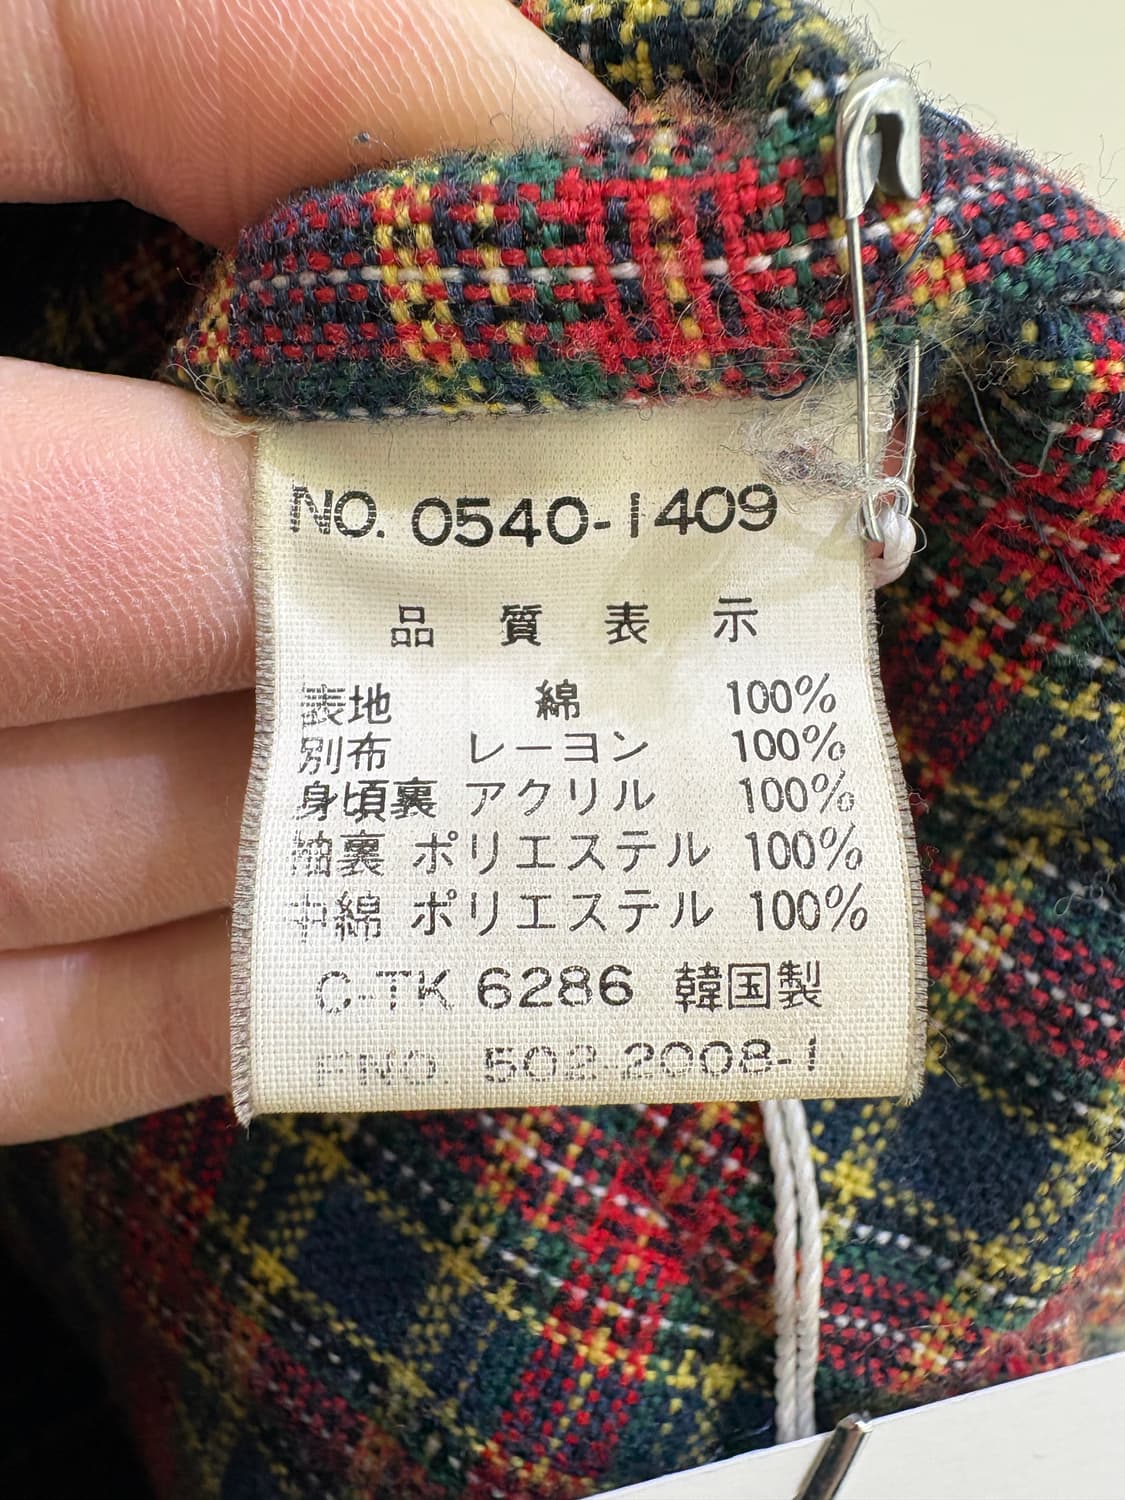 NO. 0540-1409
品質表示
表地 綿 100%
別布 レーヨン 100%
身頃裏 アクリル 100%
袖裏 ポリエステル 100%
中綿 ポリエステル 100%
C-TK 6286 韓国製
FNO. 502-2008-1